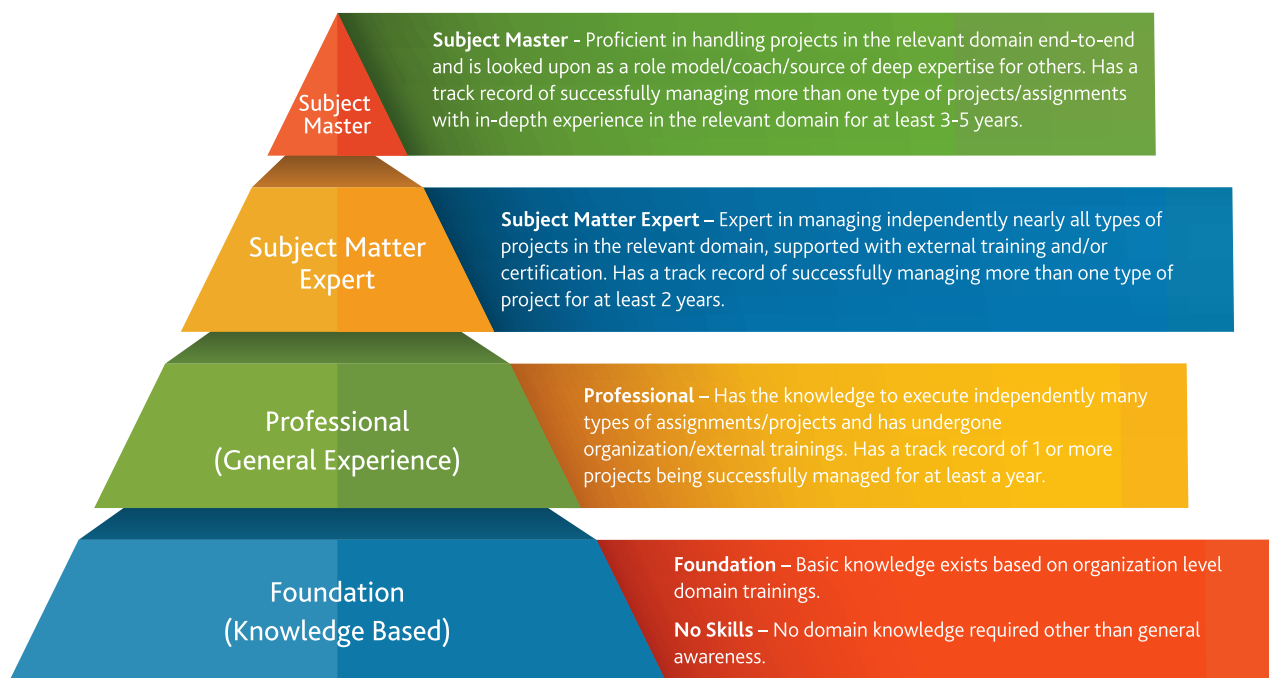 Subject
Master
Subject Master - Proficient in handling projects in the relevant domain end-to-end
and is looked upon as a role model/coach/source of deep expertise for others. Has a
track record of successfully managing more than one type of projects/assignments
with in-depth experience in the relevant domain for at least 3-5 years.
Subject Matter
Expert
Subject Matter Expert – Expert in managing independently nearly all types of
projects in the relevant domain, supported with external training and/or
certification. Has a track record of successfully managing more than one type of
project for at least 2 years.
Professional
(General Experience)
Professional – Has the knowledge to execute independently many
types of assignments/projects and has undergone
organization/external trainings. Has a track record of 1 or more
projects being successfully managed for at least a year.
Foundation
(Knowledge Based)
Foundation – Basic knowledge exists based on organization level
domain trainings.
No Skills – No domain knowledge required other than general
awareness.